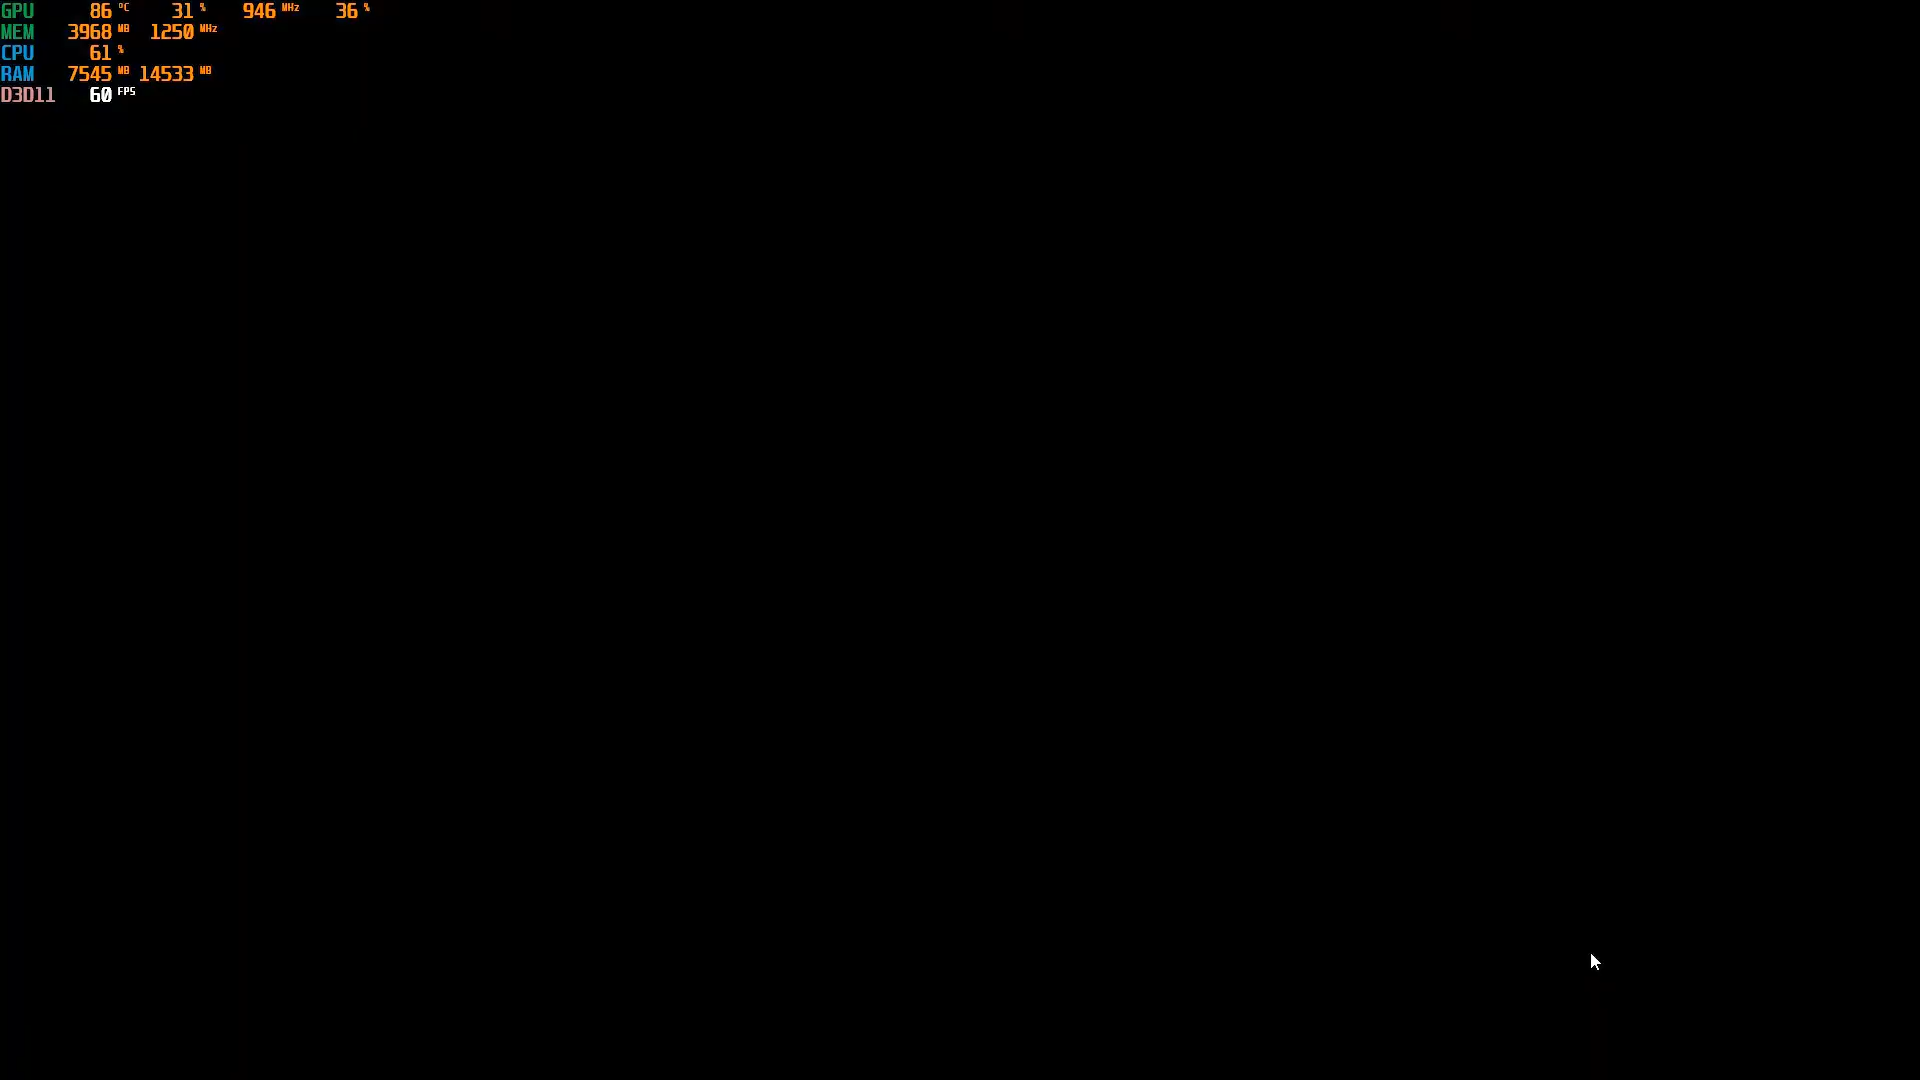 GPU 86 °C 31 % 946 MHz 36 %
MEM 3968 MB 1250 MHz
CPU 61 %
RAM 7545 MB 14533 MB
D3D11 60 FPS